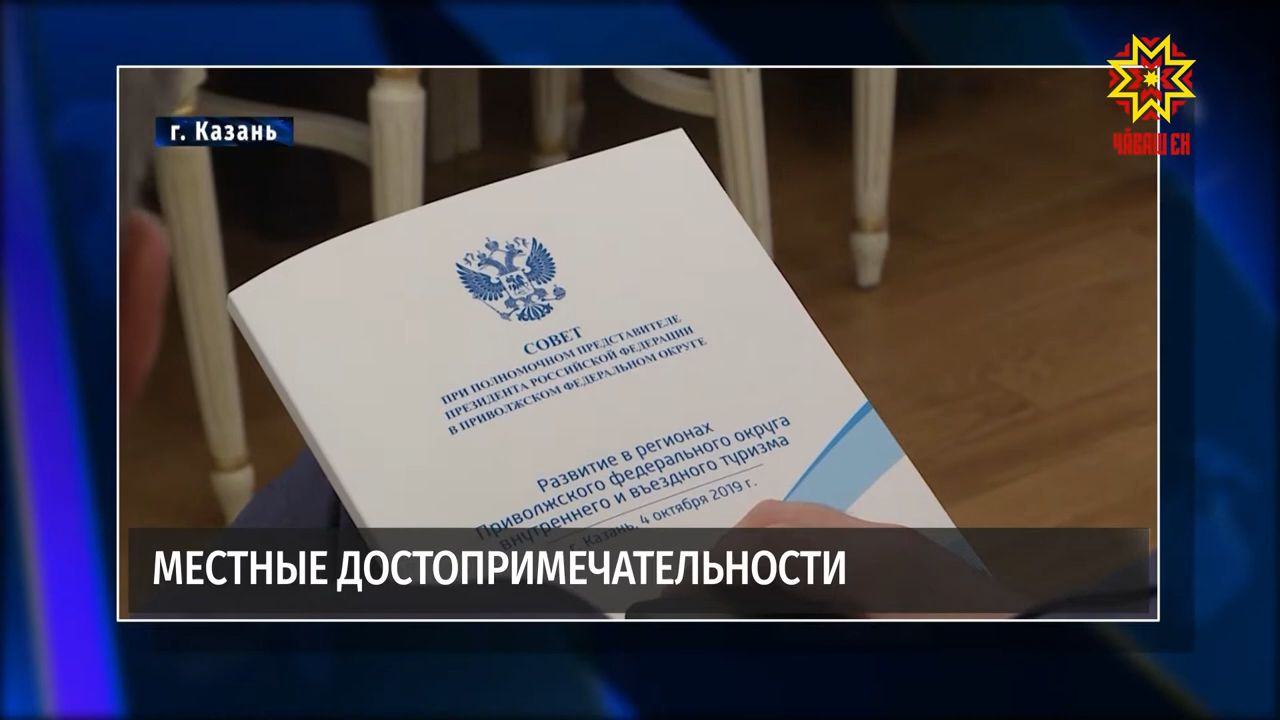 г. Казань
ЧӐВАШ ЕН
СОВЕТ
ПРИ ПОЛНОМОЧНОМ ПРЕДСТАВИТЕЛЕ
ПРЕЗИДЕНТА РОССИЙСКОЙ ФЕДЕРАЦИИ
В ПРИВОЛЖСКОМ ФЕДЕРАЛЬНОМ ОКРУГЕ
Развитие в регионах
Приволжского федерального округа
внутреннего и въездного туризма
г. Казань, 4 октября 2019 г.
МЕСТНЫЕ ДОСТОПРИМЕЧАТЕЛЬНОСТИ